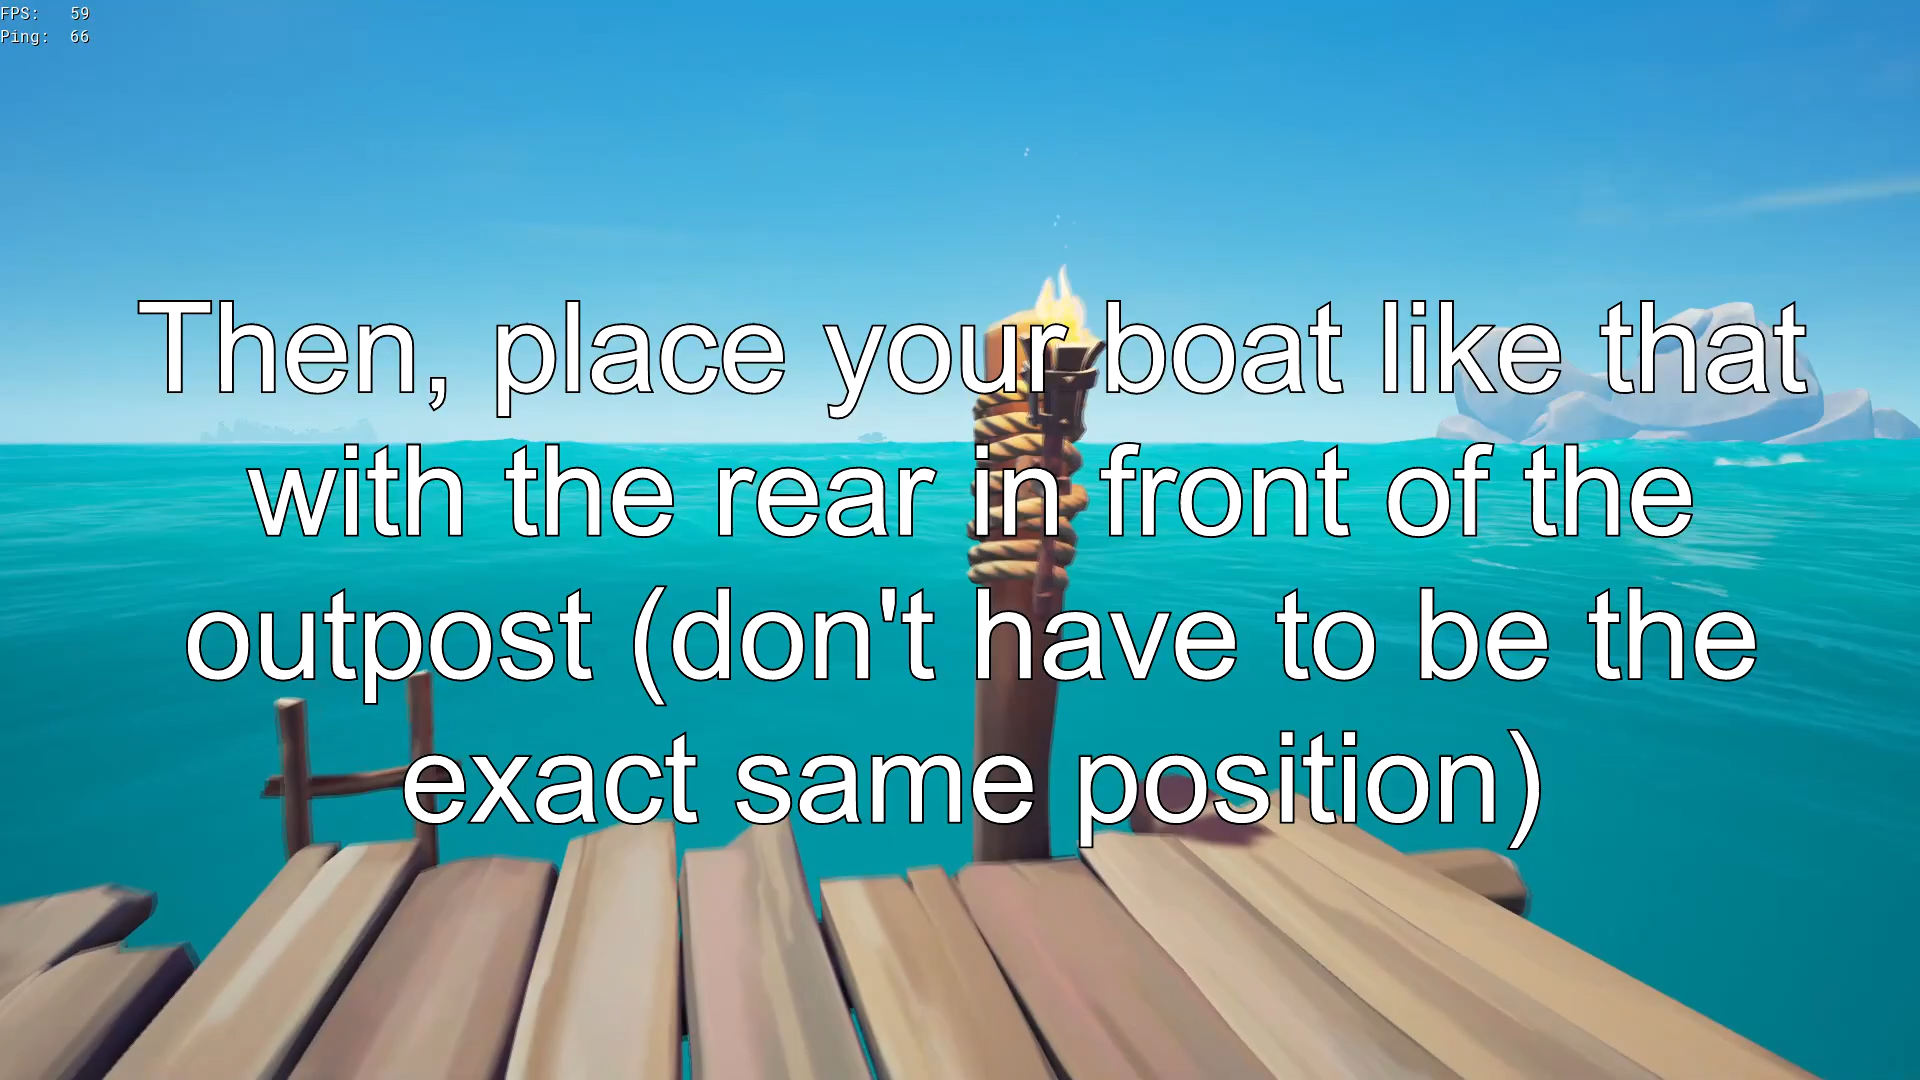 FPS: 59
Ping: 66
Then, place your boat like that
with the rear in front of the
outpost (don't have to be the
exact same position)